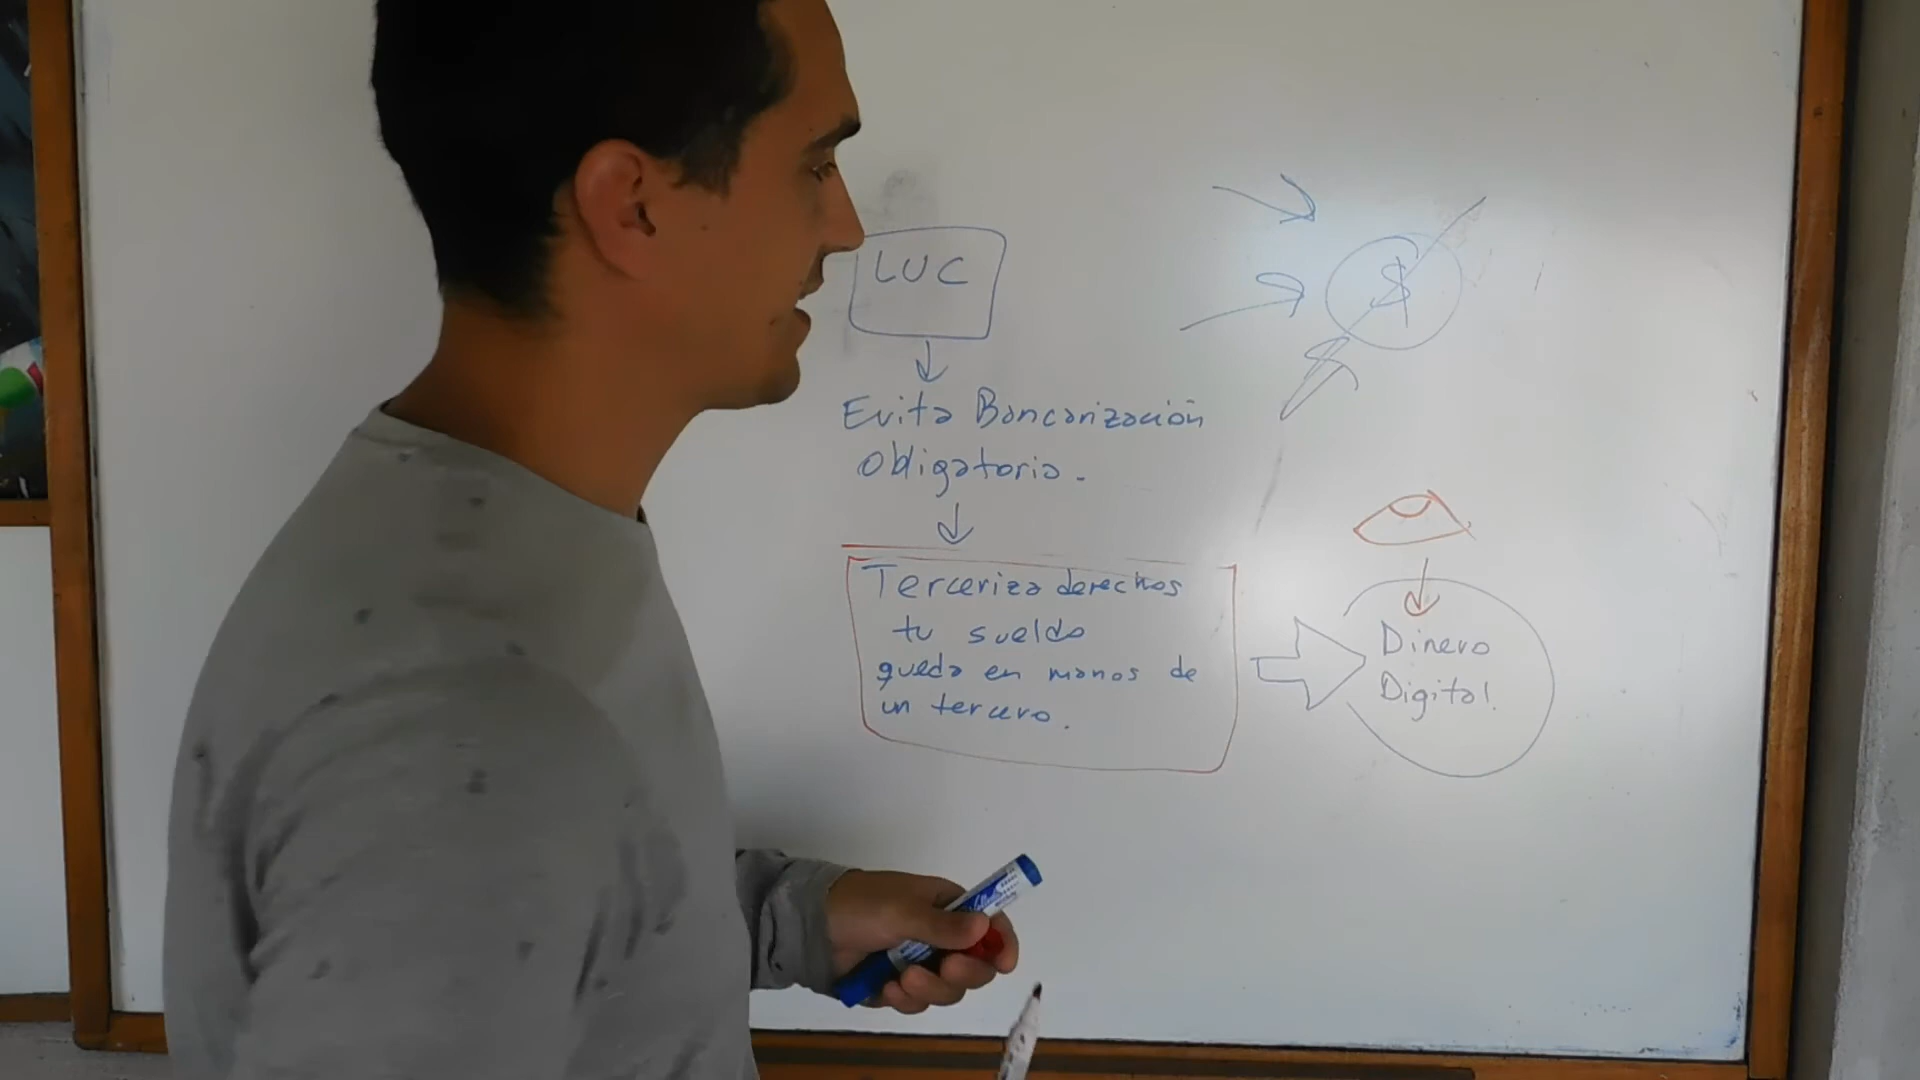 LUC
$
Evita Bancarización
Obligatoria.
Terceriza derechos
tu sueldo
queda en manos de
un tercero.
Dinero
Digital.